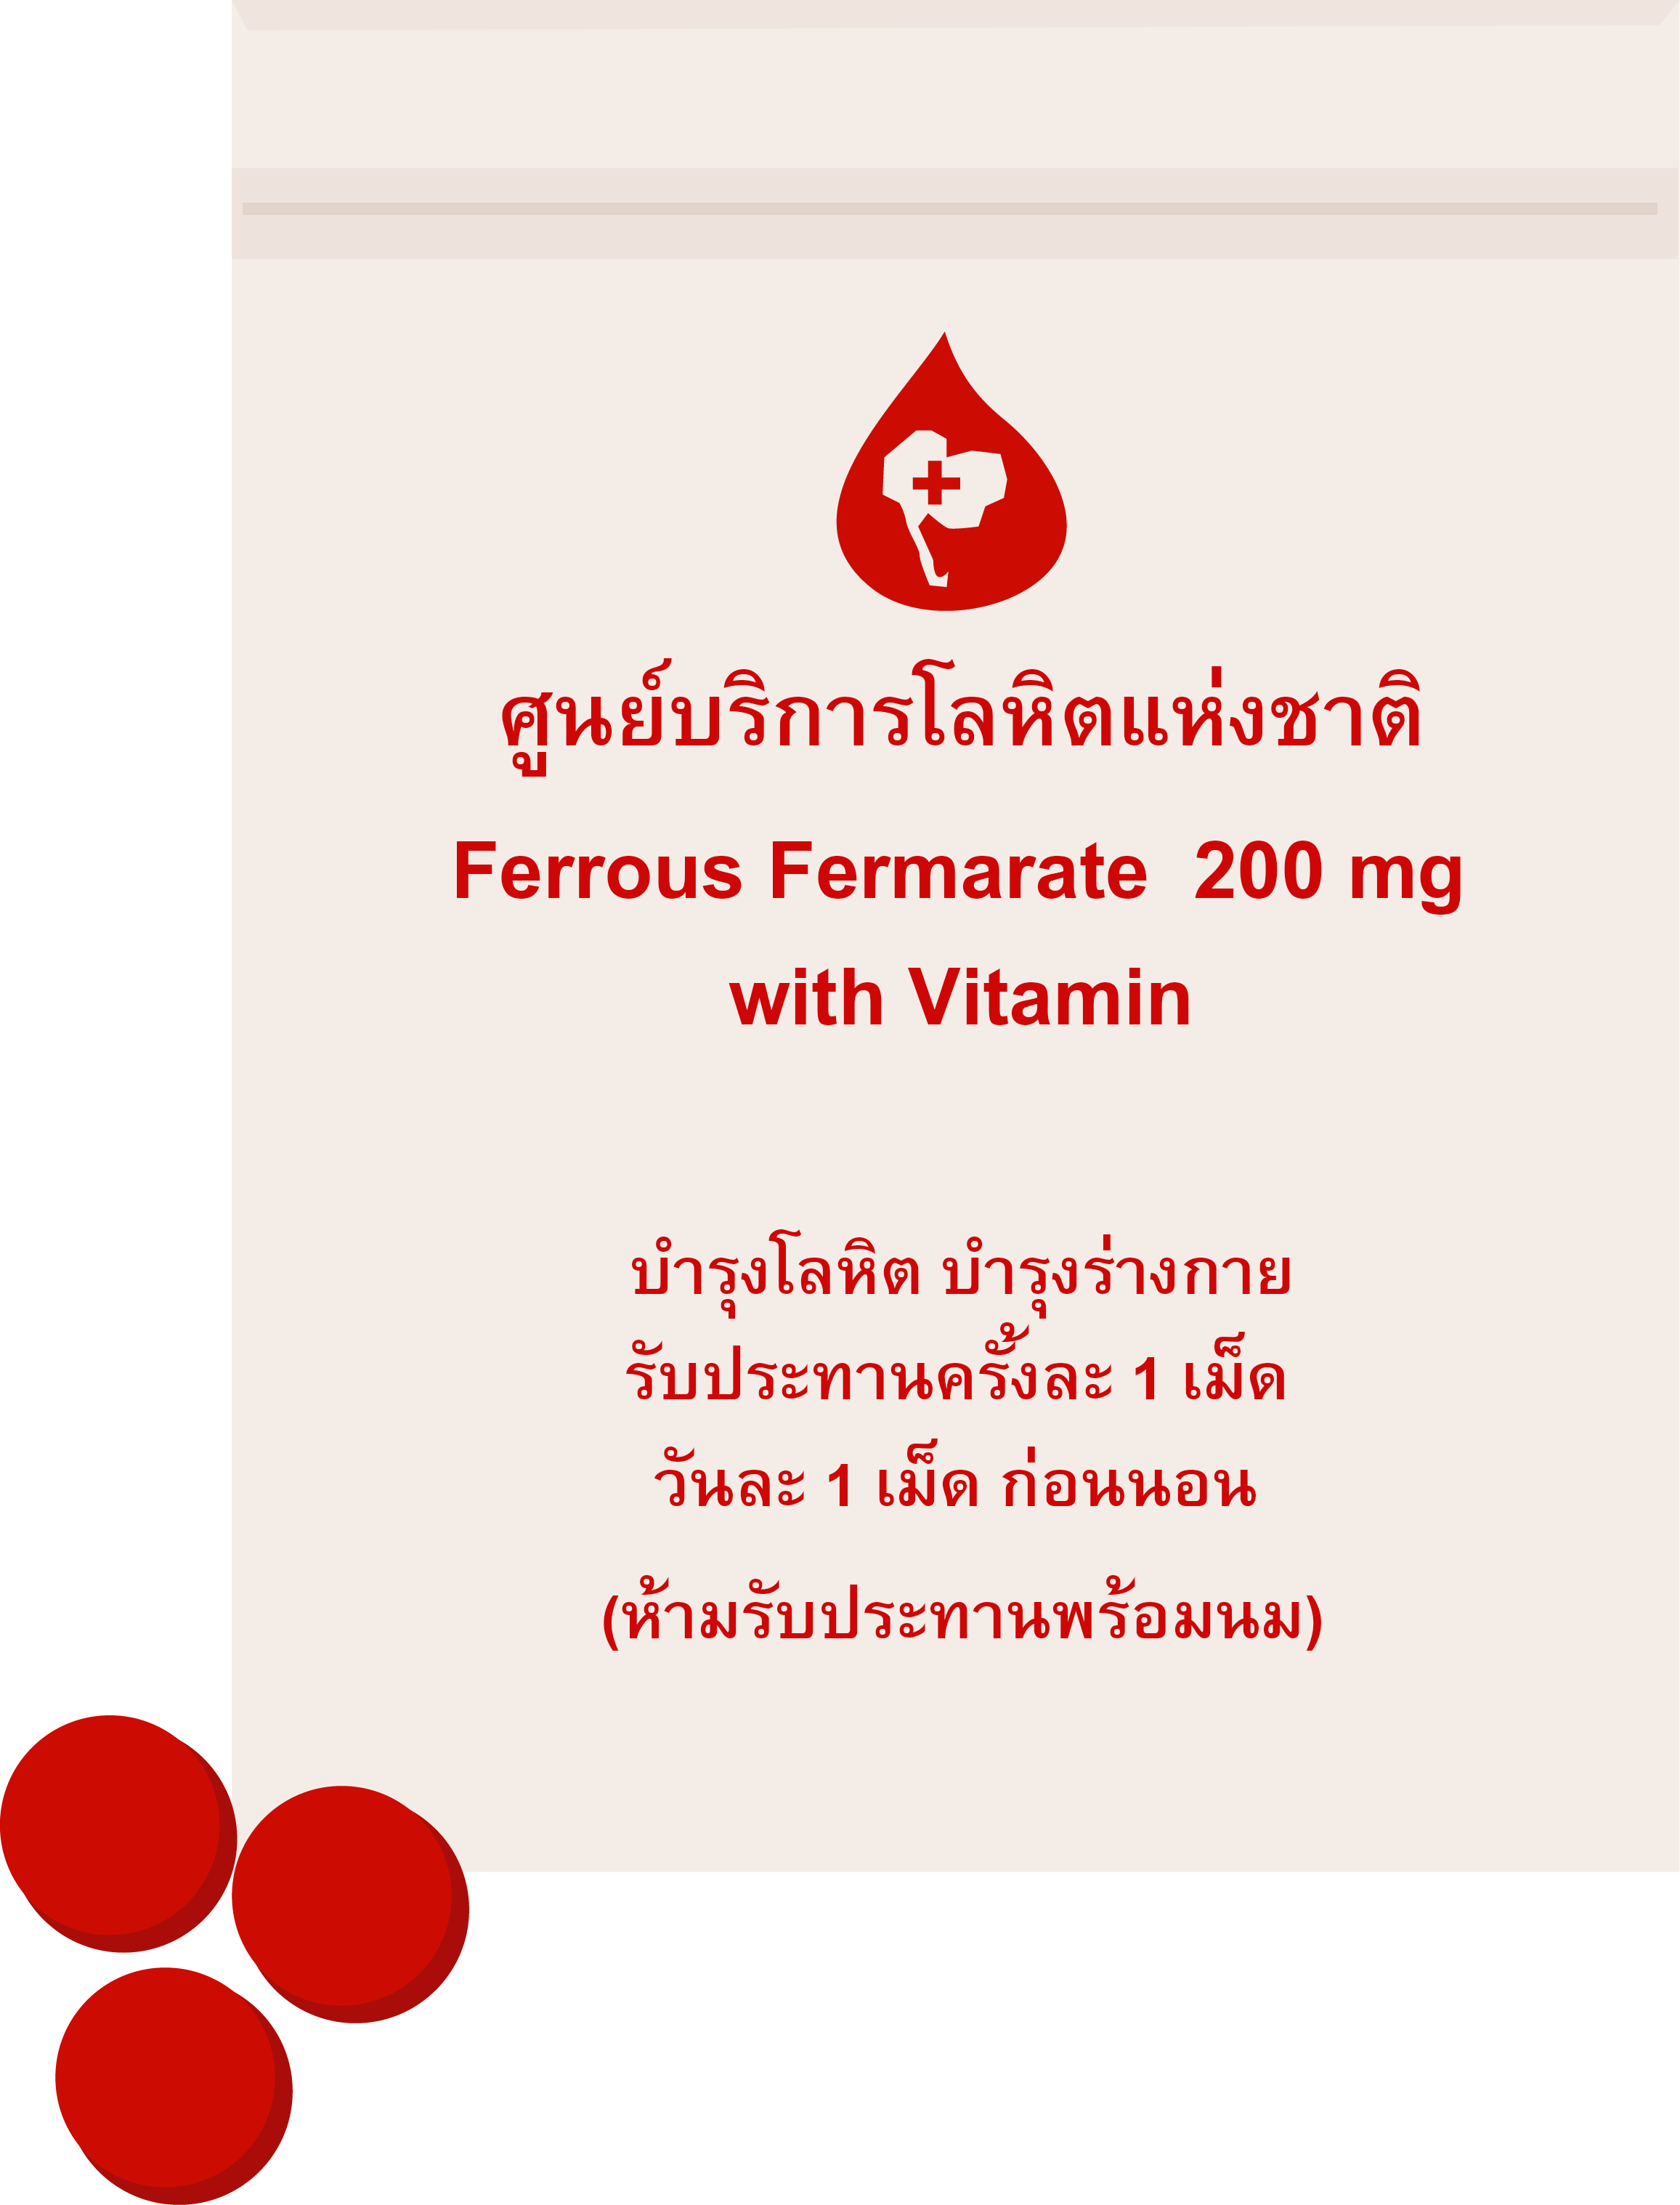 ศูนย์บริการโลหิตแห่งชาติ
Ferrous Fermarate 200 mg
with Vitamin
บำรุงโลหิต บำรุงร่างกาย
รับประทานครั้งละ 1 เม็ด
วันละ 1 เม็ด ก่อนนอน
(ห้ามรับประทานพร้อมนม)